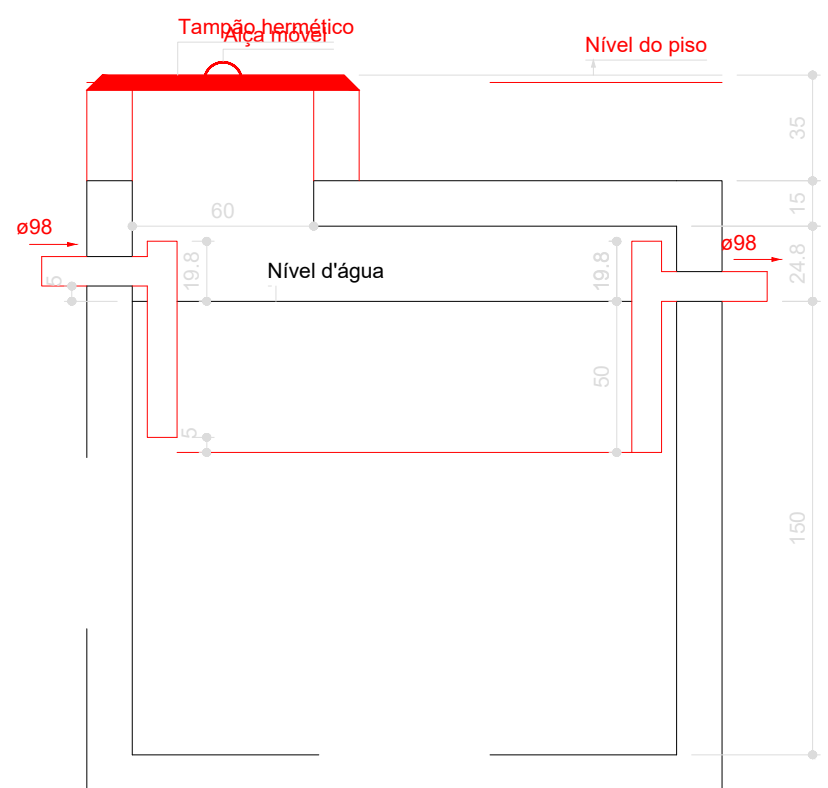 Tampão hermético
Alça móvel
Nível do piso
35
15
60
ø98
ø98
19.8
19.8
24.8
5
Nível d'água
50
5
150